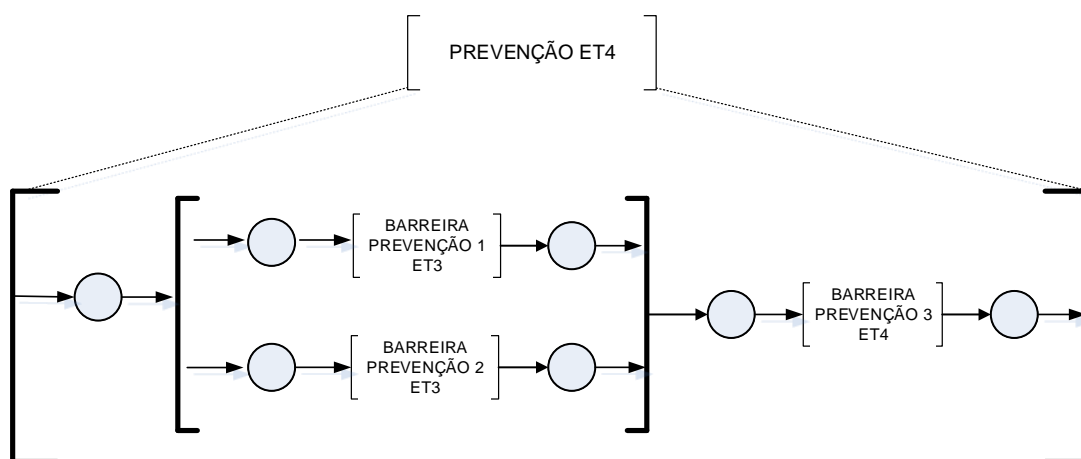 PREVENÇÃO ET4
BARREIRA
PREVENÇÃO 1
ET3
BARREIRA
PREVENÇÃO 2
ET3
BARREIRA
PREVENÇÃO 3
ET4